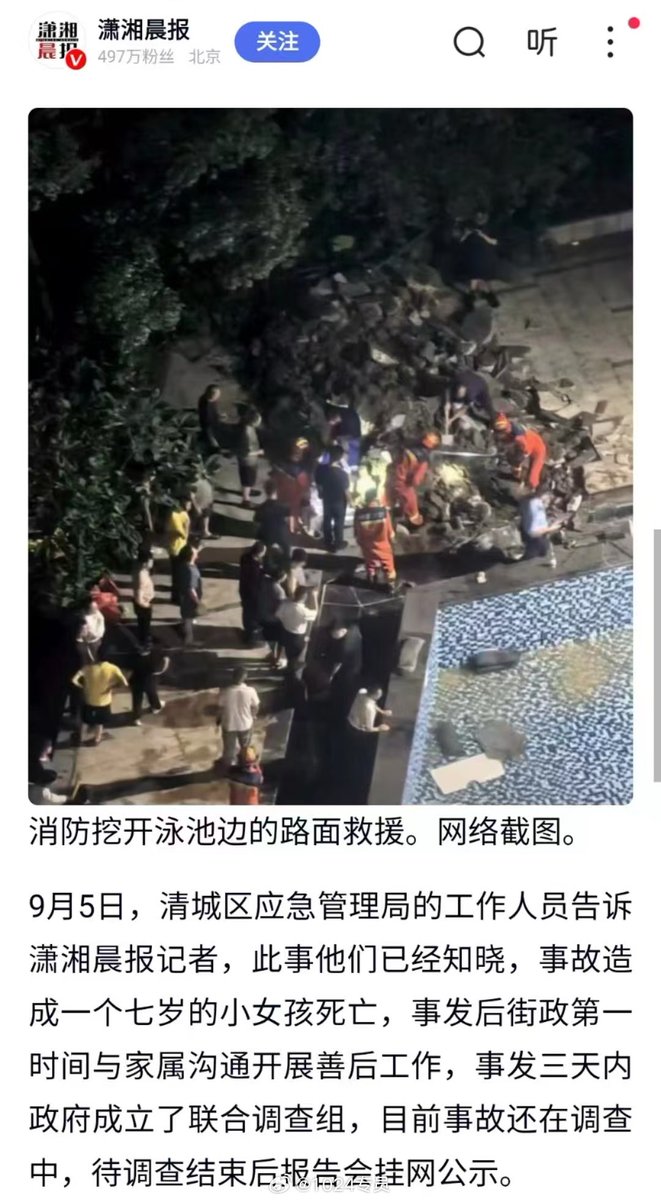 潇湘晨报
潇湘
晨报
497万粉丝 北京
关注
听
消防挖开泳池边的路面救援。网络截图。
9月5日，清城区应急管理局的工作人员告诉
潇湘晨报记者，此事他们已经知晓，事故造
成一个七岁的小女孩死亡，事发后街政第一
时间与家属沟通开展善后工作，事发三天内
政府成立了联合调查组，目前事故还在调查
中，待调查结束后报告会挂网公示。
@1024专员